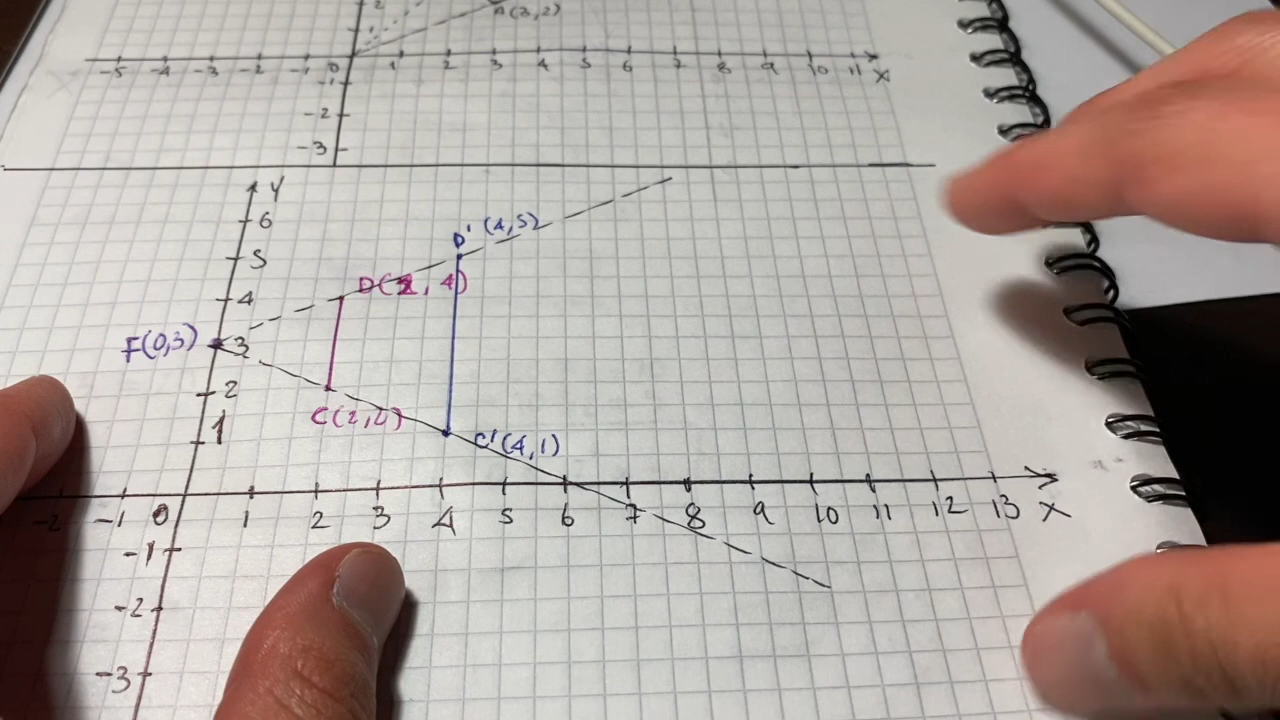 2
A(3,2)
-5 -4 -3 -2 -1 0 1 2 3 4 5 6 7 8 9 10 11 X
-1
-2
-3
Y
6
D' (4,5)
5
D(2, 4)
4
F(0,3) 3
2
C(2,2)
1
C'(4,1)
-2 -1 0 1 2 3 4 5 6 7 8 9 10 11 12 13 X
-1
-2
-3